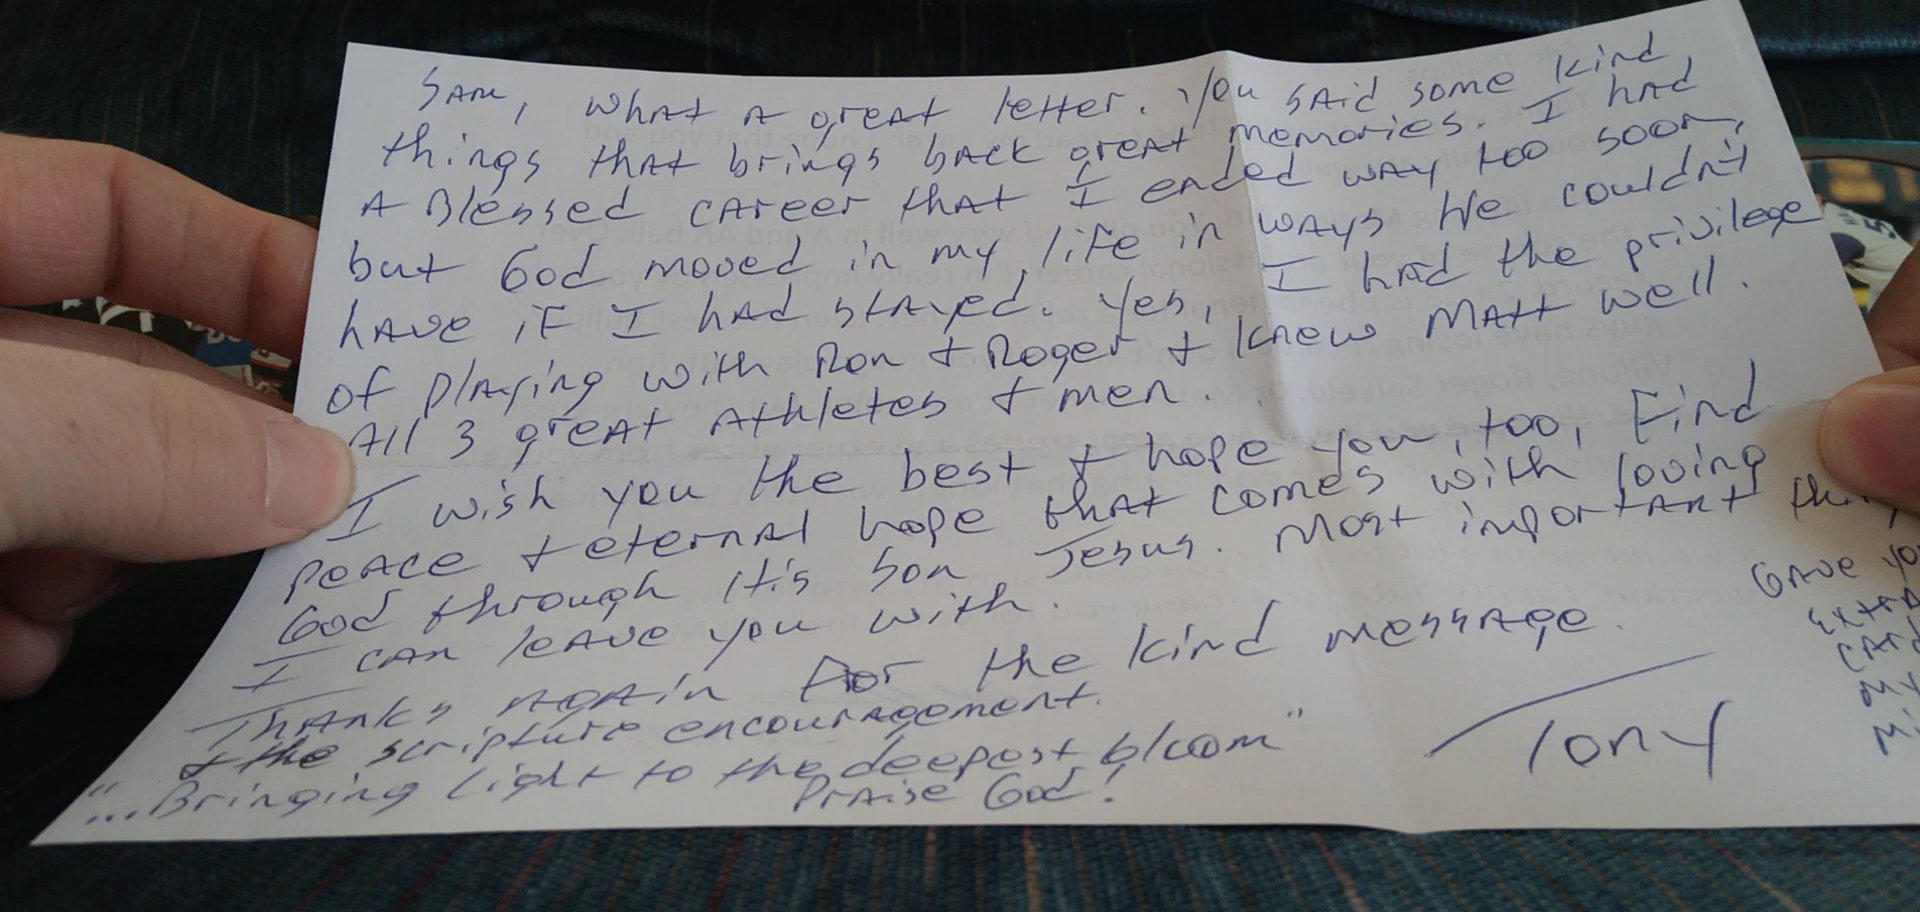 Sam, what a great letter. You said some kind
things that brings back great memories. I had
a blessed career that I ended way too soon,
but God moved in my life in ways He couldn't
have if I had stayed. Yes, I had the privilege
of playing with Ron + Roger + knew Matt well.
All 3 great athletes + men.
I wish you the best + hope you, too, find
peace + eternal hope that comes with loving
God through it's son, Jesus. Most important
I can leave you with.
Thanks again for the kind message
+ the scripture encouragement.
"...Bringing light to the deepest bloom"
Praise God!
Tony
Gave